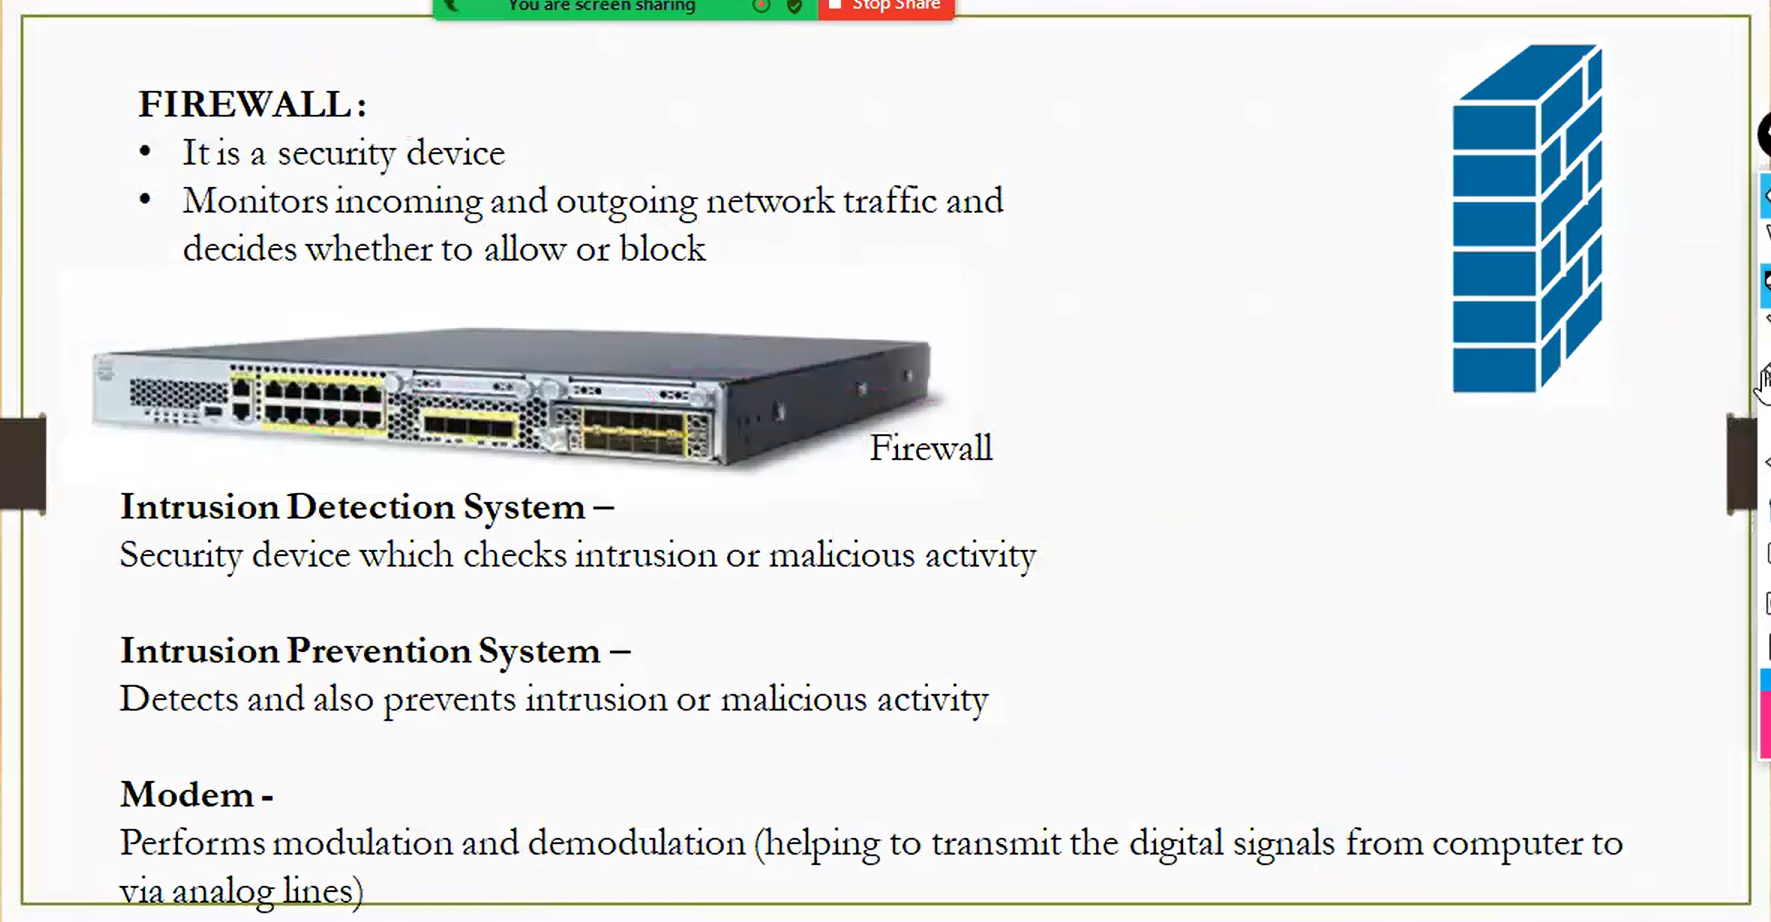 You are screen sharing Stop Share
FIREWALL:
• It is a security device
• Monitors incoming and outgoing network traffic and
decides whether to allow or block
Firewall
Intrusion Detection System –
Security device which checks intrusion or malicious activity
Intrusion Prevention System –
Detects and also prevents intrusion or malicious activity
Modem -
Performs modulation and demodulation (helping to transmit the digital signals from computer to
via analog lines)